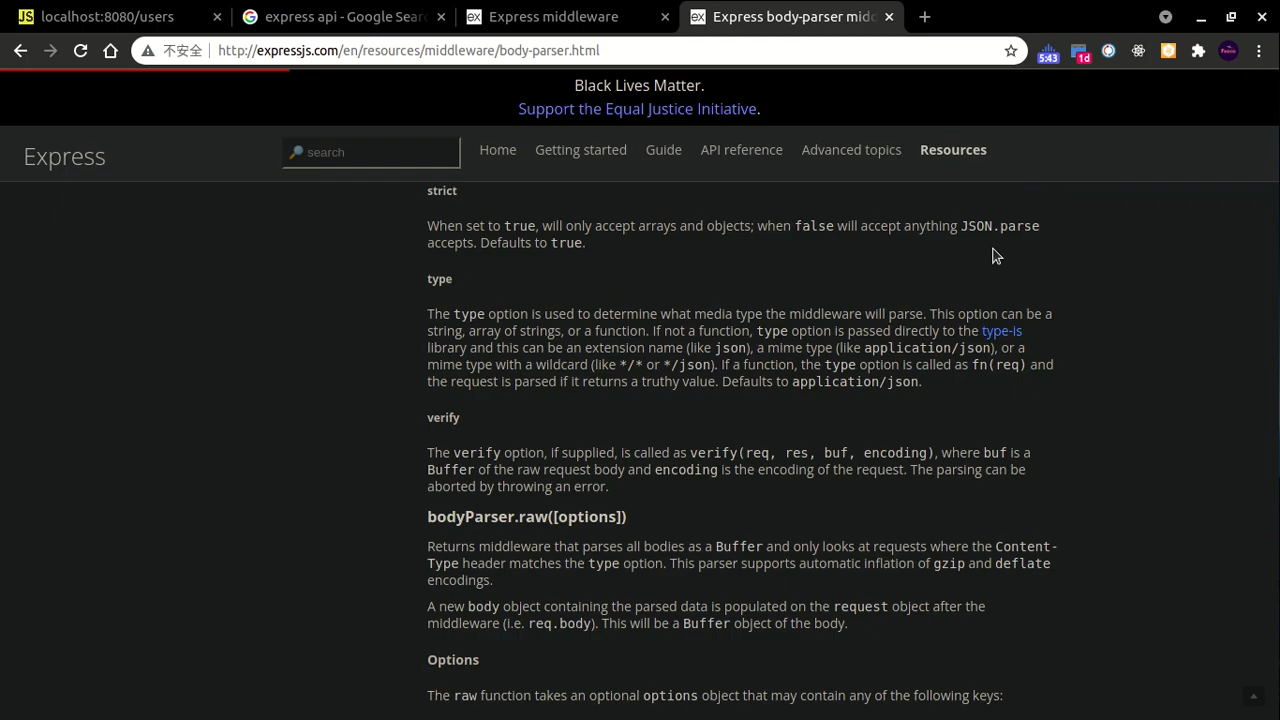 localhost:8080/users
express api - Google Sear
Express middleware
Express body-parser mid
不安全
http://expressjs.com/en/resources/middleware/body-parser.html
5:43
1d
Black Lives Matter.
Support the Equal Justice Initiative.
Express
search
Home
Getting started
Guide
API reference
Advanced topics
Resources
strict
When set to true, will only accept arrays and objects; when false will accept anything JSON.parse
accepts. Defaults to true.
type
The type option is used to determine what media type the middleware will parse. This option can be a
string, array of strings, or a function. If not a function, type option is passed directly to the type-is
library and this can be an extension name (like json), a mime type (like application/json), or a
mime type with a wildcard (like */* or */json). If a function, the type option is called as fn(req) and
the request is parsed if it returns a truthy value. Defaults to application/json.
verify
The verify option, if supplied, is called as verify(req, res, buf, encoding), where buf is a
Buffer of the raw request body and encoding is the encoding of the request. The parsing can be
aborted by throwing an error.
bodyParser.raw([options])
Returns middleware that parses all bodies as a Buffer and only looks at requests where the Content-
Type header matches the type option. This parser supports automatic inflation of gzip and deflate
encodings.
A new body object containing the parsed data is populated on the request object after the
middleware (i.e. req.body). This will be a Buffer object of the body.
Options
The raw function takes an optional options object that may contain any of the following keys: